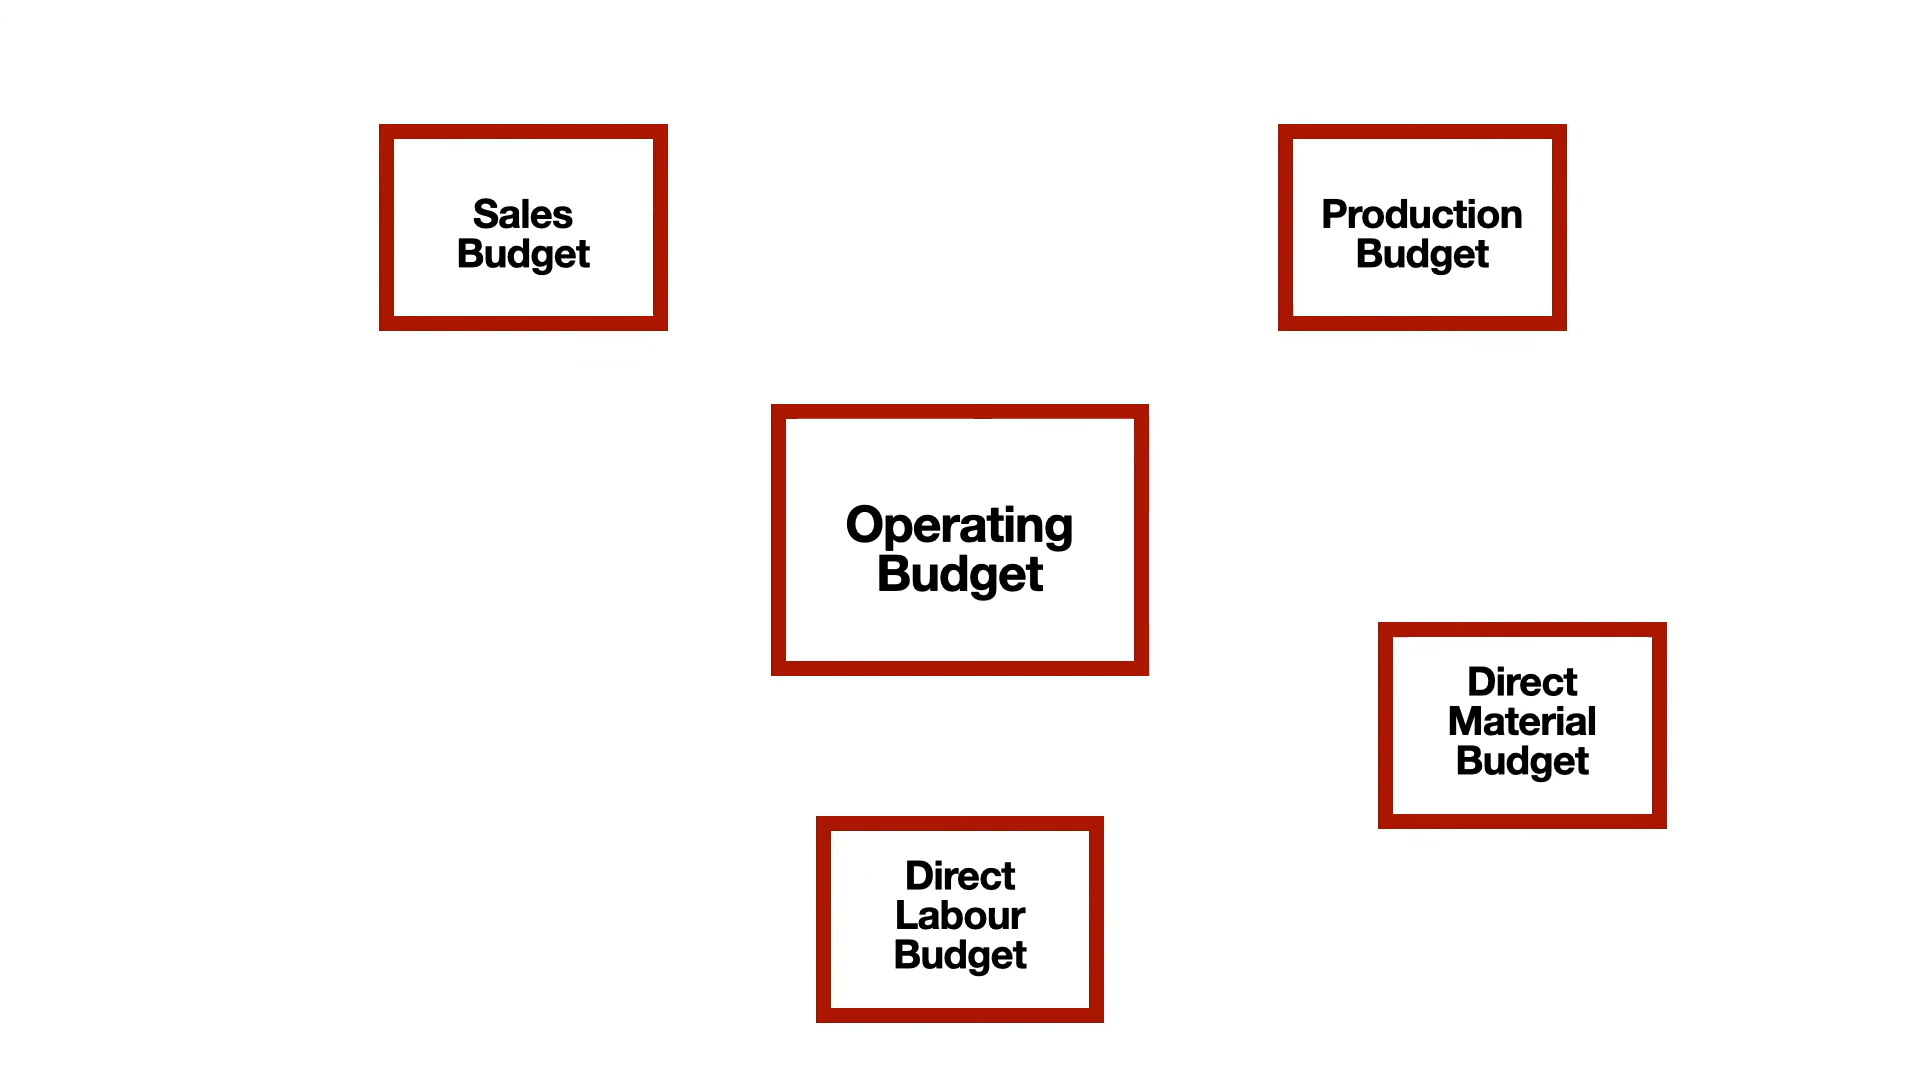 Sales
Budget
Production
Budget
Operating
Budget
Direct
Material
Budget
Direct
Labour
Budget